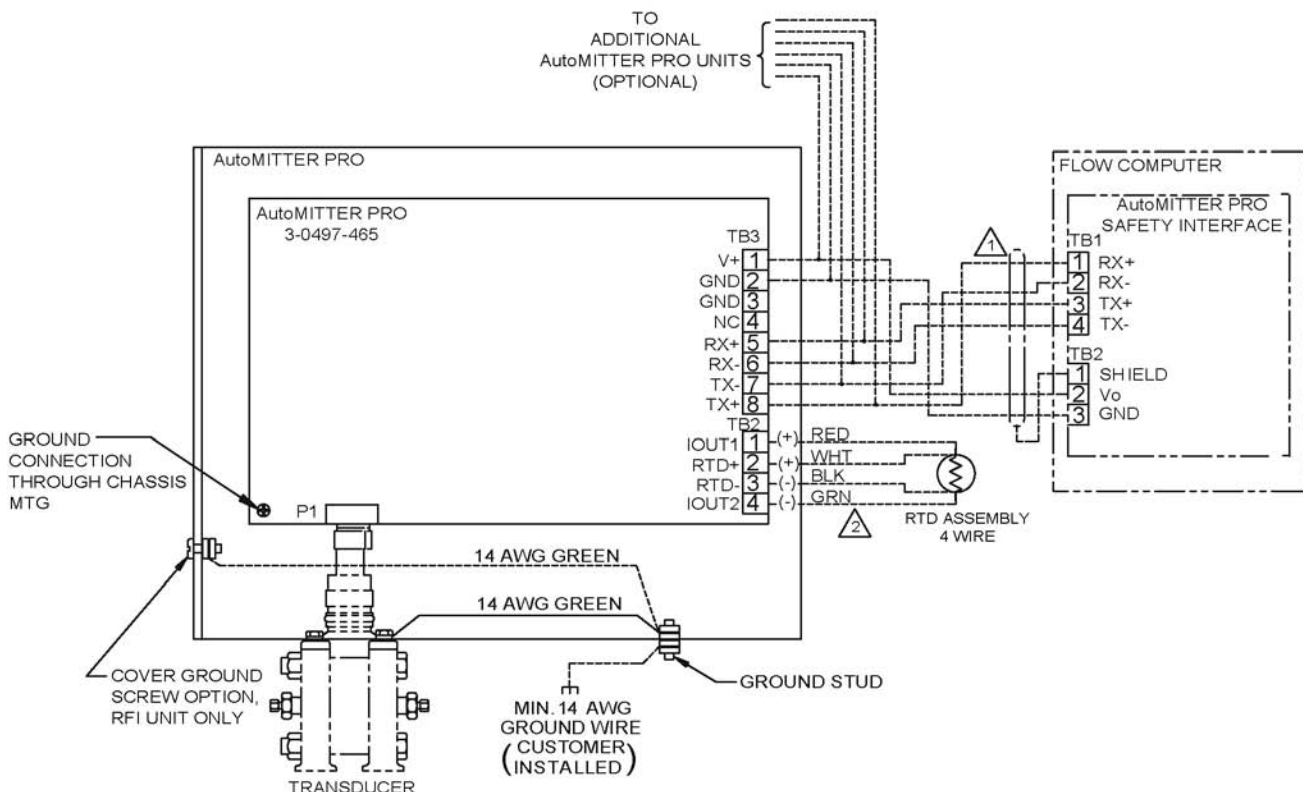 TO
ADDITIONAL
AutoMITTER PRO UNITS
(OPTIONAL)
AutoMITTER PRO
AutoMITTER PRO
3-0497-465
TB3
V+ 1
GND 2
GND 3
NC 4
RX+ 5
RX- 6
TX- 7
TX+ 8
TB2
IOUT1 1 (+) RED
RTD+ 2 (+) WHT
RTD- 3 (-) BLK
IOUT2 4 (-) GRN
2
RTD ASSEMBLY
4 WIRE
1
FLOW COMPUTER
AutoMITTER PRO
SAFETY INTERFACE
TB1
1 RX+
2 RX-
3 TX+
4 TX-
TB2
1 SHIELD
2 Vo
3 GND
GROUND
CONNECTION
THROUGH CHASSIS
MTG
P1
14 AWG GREEN
14 AWG GREEN
COVER GROUND
SCREW OPTION,
RFI UNIT ONLY
GROUND STUD
MIN. 14 AWG
GROUND WIRE
(CUSTOMER
INSTALLED)
TRANSDUCER